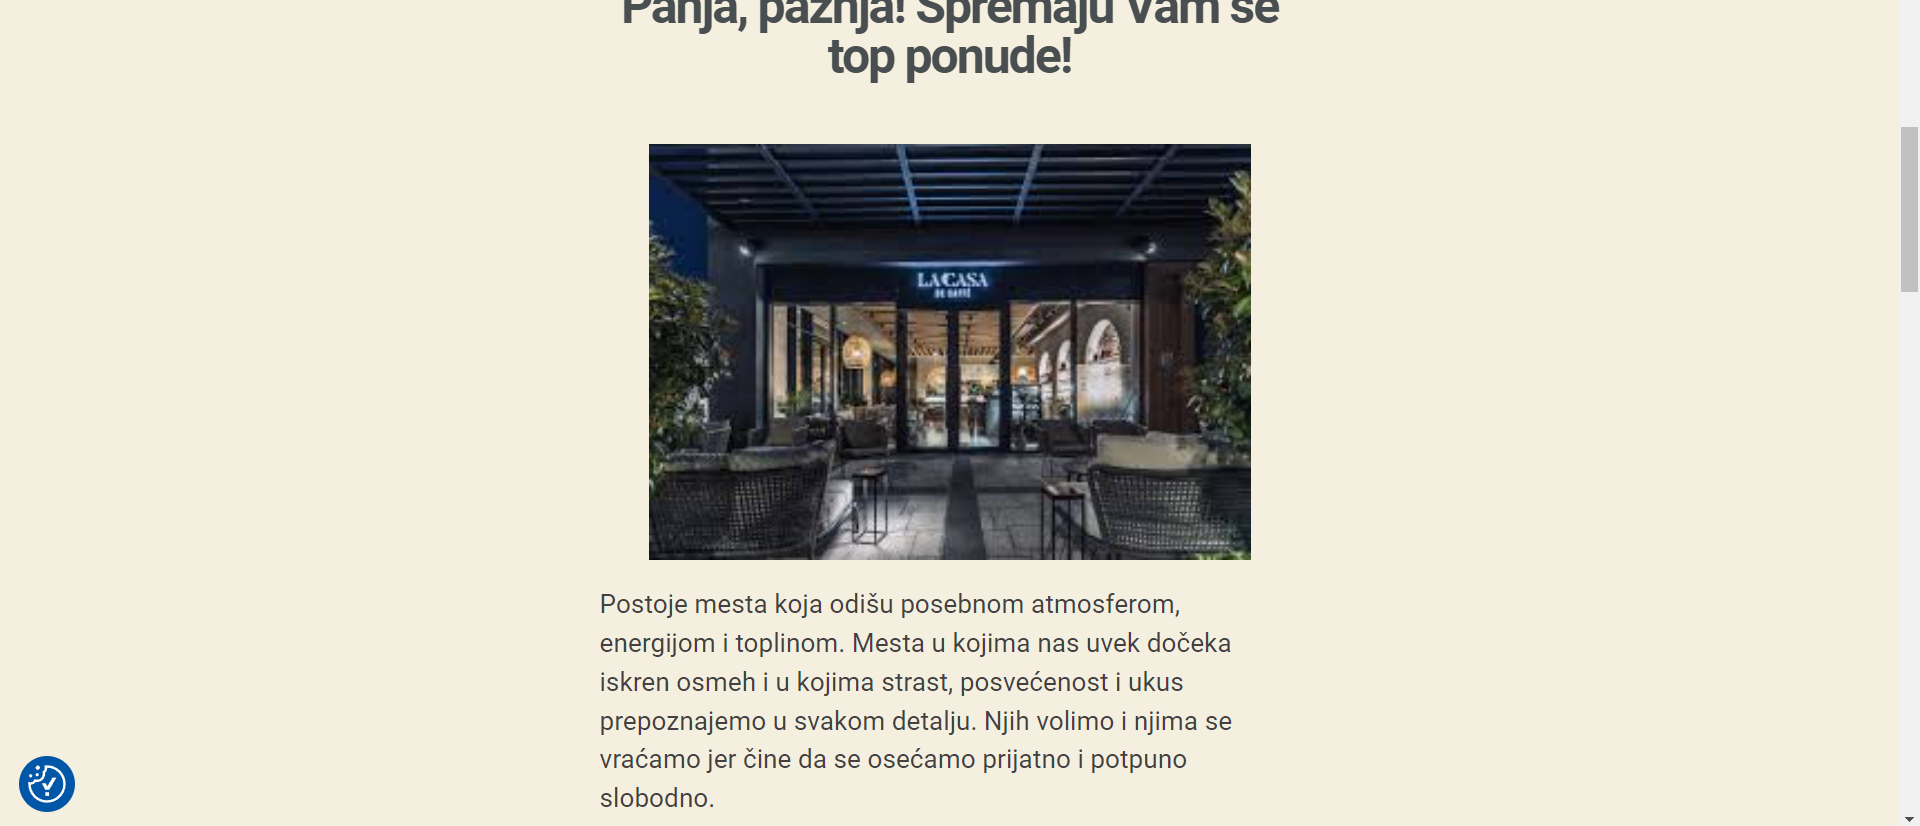 Panja, pažnja! Spremaju Vam se
top ponude!
LA CASA
DE CAFFÈ
Postoje mesta koja odišu posebnom atmosferom,
energijom i toplinom. Mesta u kojima nas uvek dočeka
iskren osmeh i u kojima strast, posvećenost i ukus
prepoznajemo u svakom detalju. Njih volimo i njima se
vraćamo jer čine da se osećamo prijatno i potpuno
slobodno.